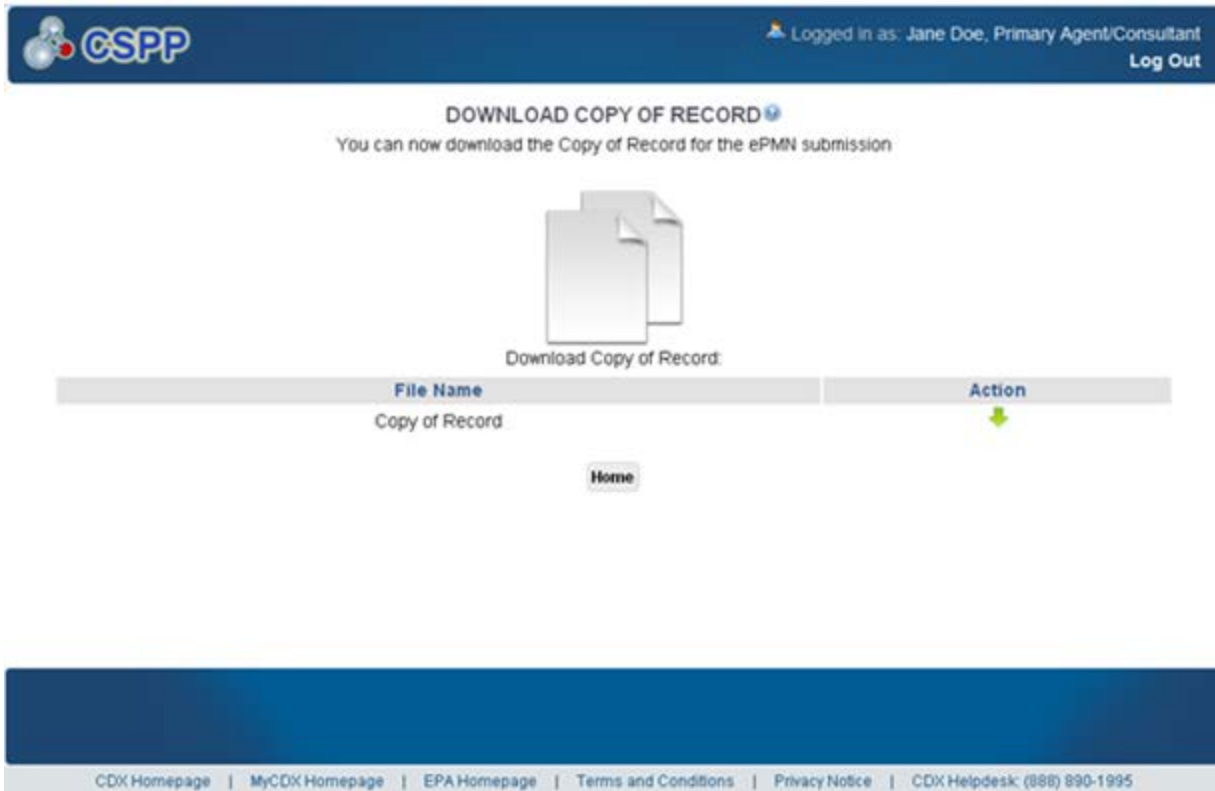 CSPP
Logged in as: Jane Doe, Primary Agent/Consultant
Log Out
DOWNLOAD COPY OF RECORD
You can now download the Copy of Record for the ePMN submission
Download Copy of Record:
File Name Action
Copy of Record
Home
CDX Homepage | MyCDX Homepage | EPA Homepage | Terms and Conditions | Privacy Notice | CDX Helpdesk: (888) 890-1995